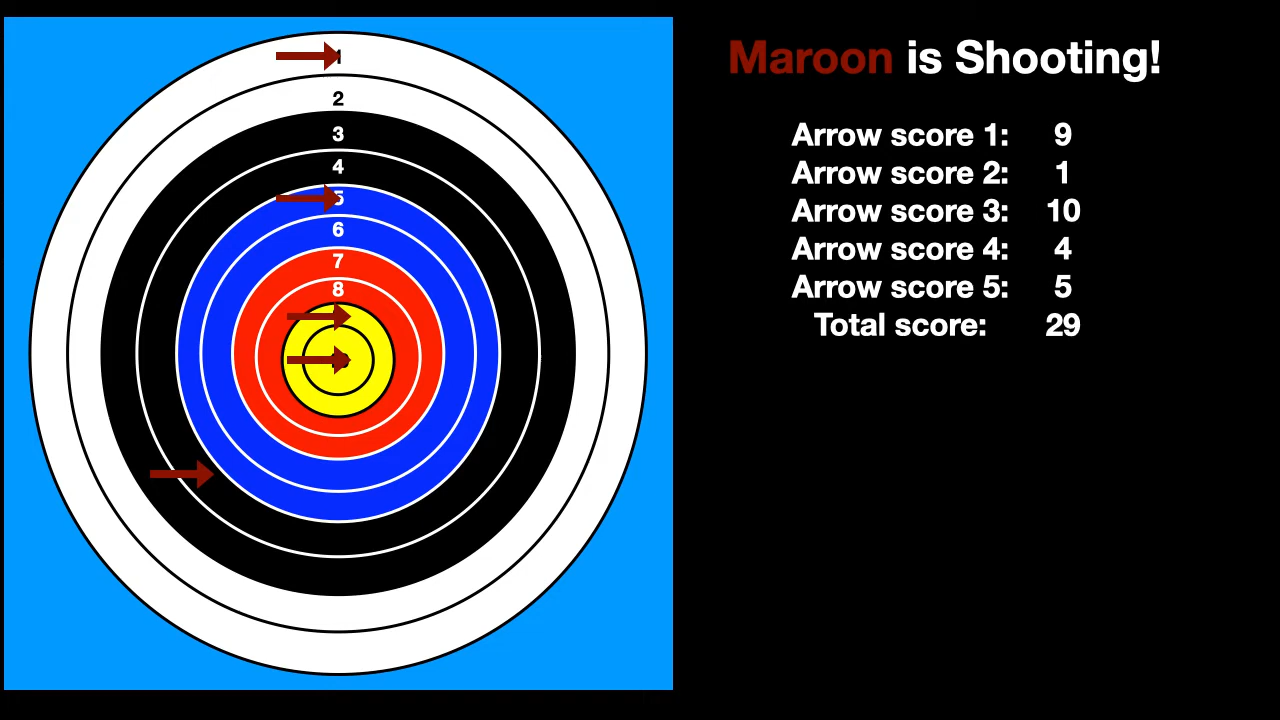 Maroon is Shooting!
Arrow score 1: 9
Arrow score 2: 1
Arrow score 3: 10
Arrow score 4: 4
Arrow score 5: 5
Total score: 29
2
3
4
5
6
7
8